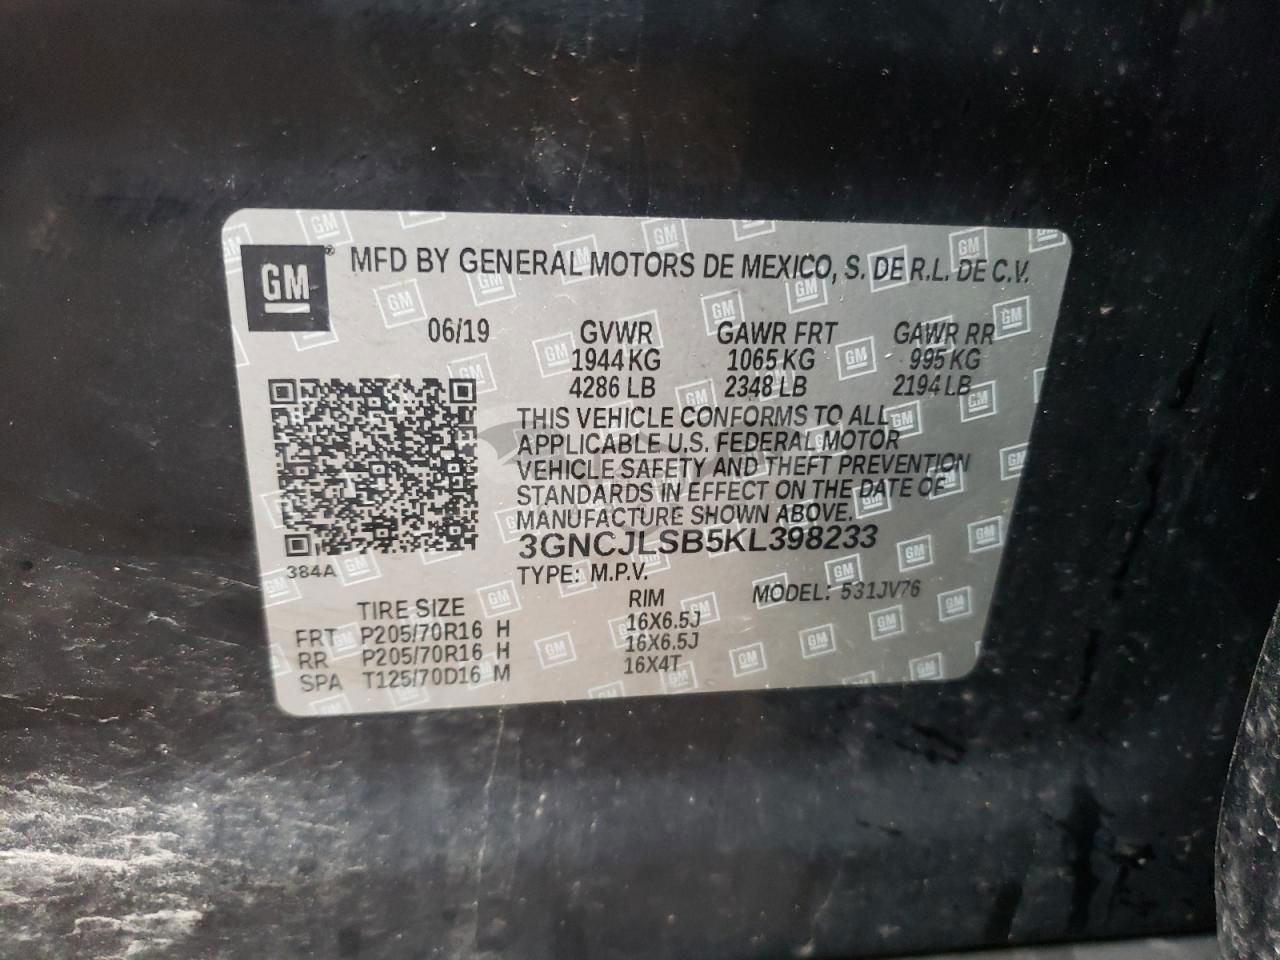 GM ® MFD BY GENERAL MOTORS DE MEXICO, S. DE R.L. DE C.V.
06/19 GVWR GAWR FRT GAWR RR
1944 KG 1065 KG 995 KG
4286 LB 2348 LB 2194 LB
THIS VEHICLE CONFORMS TO ALL
APPLICABLE U.S. FEDERAL MOTOR
VEHICLE SAFETY AND THEFT PREVENTION
STANDARDS IN EFFECT ON THE DATE OF
MANUFACTURE SHOWN ABOVE.
3GNCJLSB5KL398233
384A TYPE: M.P.V. MODEL: 531JV76
TIRE SIZE RIM
FRT P205/70R16 H 16X6.5J
RR P205/70R16 H 16X6.5J
SPA T125/70D16 M 16X4T